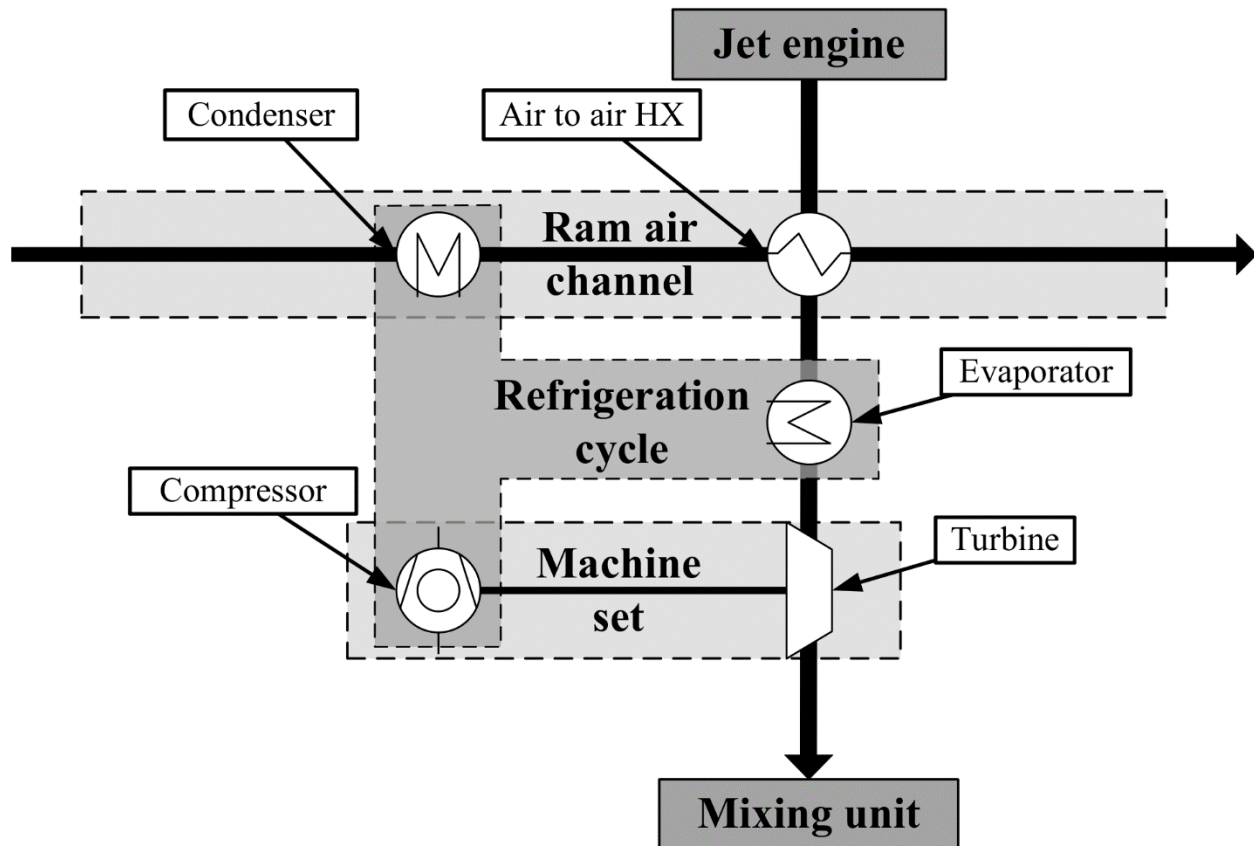 Jet engine
Condenser
Air to air HX
Ram air
channel
Evaporator
Refrigeration
cycle
Compressor
Turbine
Machine
set
Mixing unit